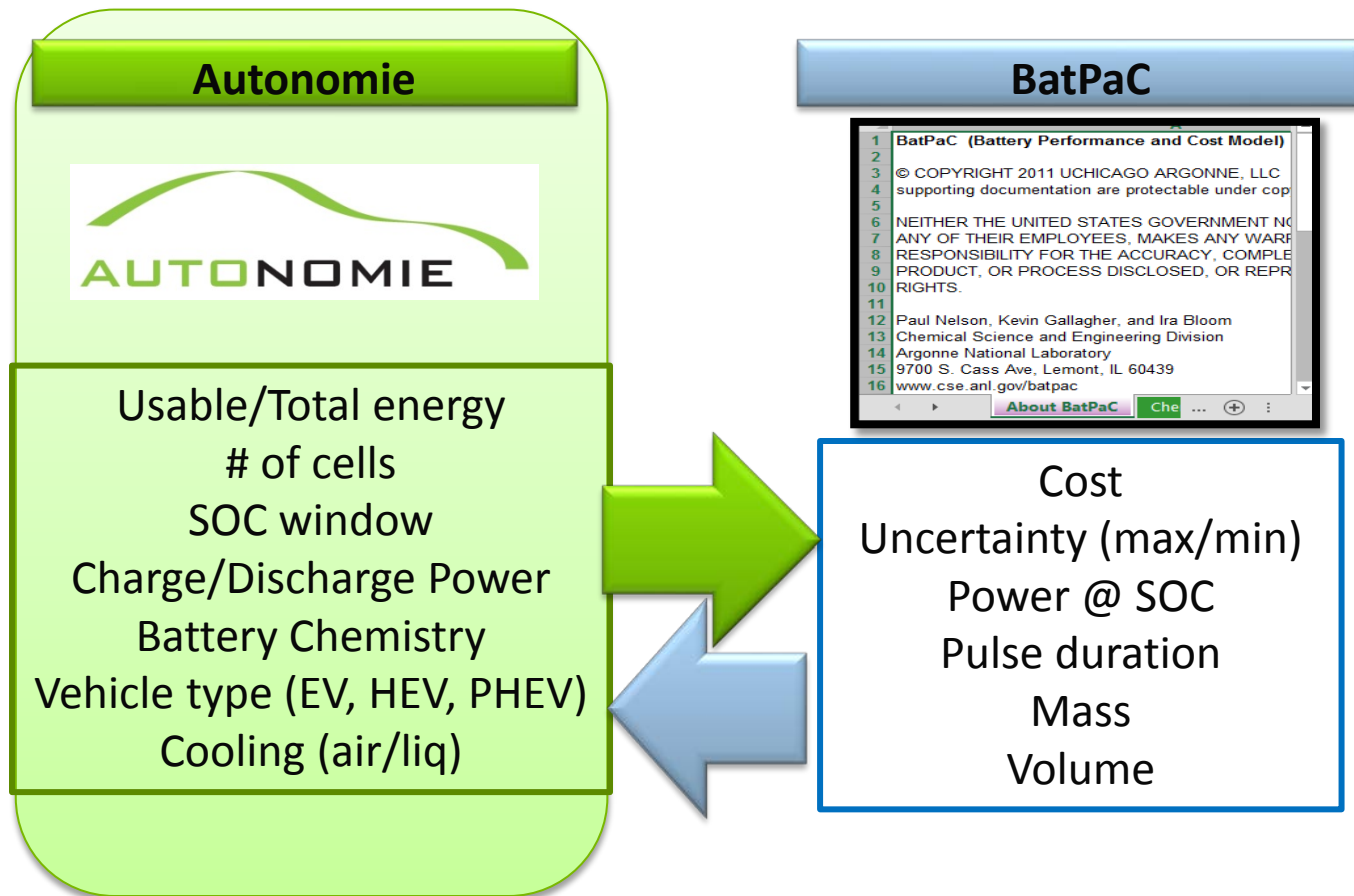 Autonomie
AUTONOMIE
Usable/Total energy
# of cells
SOC window
Charge/Discharge Power
Battery Chemistry
Vehicle type (EV, HEV, PHEV)
Cooling (air/liq)
BatPaC
1 BatPaC (Battery Performance and Cost Model)
2
3 © COPYRIGHT 2011 UCHICAGO ARGONNE, LLC
4 supporting documentation are protectable under
5
6 NEITHER THE UNITED STATES GOVERNMENT
7 ANY OF THEIR EMPLOYEES, MAKES ANY
8 RESPONSIBILITY FOR THE ACCURACY,
9 PRODUCT, OR PROCESS DISCLOSED, OR
10 RIGHTS.
11
12 Paul Nelson, Kevin Gallagher, and Ira Bloom
13 Chemical Science and Engineering Division
14 Argonne National Laboratory
15 9700 S. Cass Ave, Lemont, IL 60439
16 www.cse.anl.gov/batpac
About BatPaC Che ...
Cost
Uncertainty (max/min)
Power @ SOC
Pulse duration
Mass
Volume